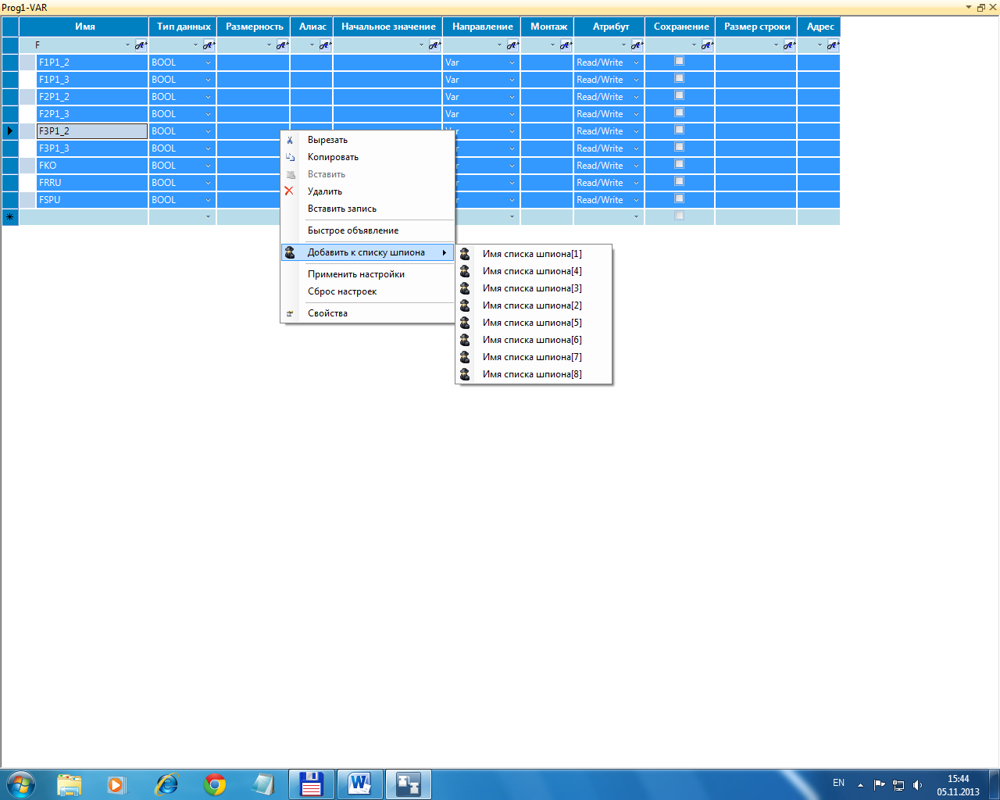 Prog1-VAR
Имя Тип данных Размерность Алиас Начальное значение Направление Монтаж Атрибут Сохранение Размер строки Адрес
F
F1P1_2 BOOL Var Read/Write
F1P1_3 BOOL Var Read/Write
F2P1_2 BOOL Var Read/Write
F2P1_3 BOOL Var Read/Write
F3P1_2 BOOL Read/Write
F3P1_3 BOOL Read/Write
FKO BOOL Read/Write
FRRU BOOL Read/Write
FSPU BOOL Read/Write
Вырезать
Копировать
Вставить
Удалить
Вставить запись
Быстрое объявление
Добавить к списку шпиона
Применить настройки
Сброс настроек
Свойства
Имя списка шпиона[1]
Имя списка шпиона[4]
Имя списка шпиона[3]
Имя списка шпиона[2]
Имя списка шпиона[5]
Имя списка шпиона[6]
Имя списка шпиона[7]
Имя списка шпиона[8]
EN
15:44
05.11.2013